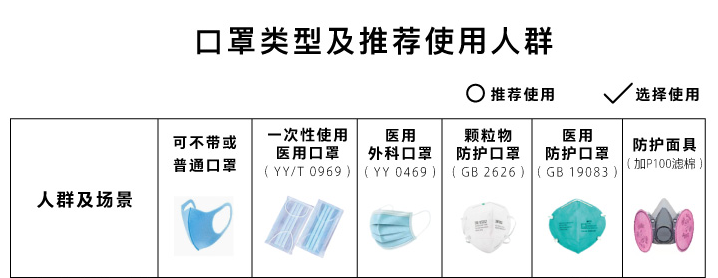 口罩类型及推荐使用人群
推荐使用 选择使用
人群及场景
可不带或
普通口罩
一次性使用
医用口罩
（YY/T 0969）
医用
外科口罩
（YY 0469）
颗粒物
防护口罩
（GB 2626）
医用
防护口罩
（GB 19083）
防护面具
（加P100滤棉）